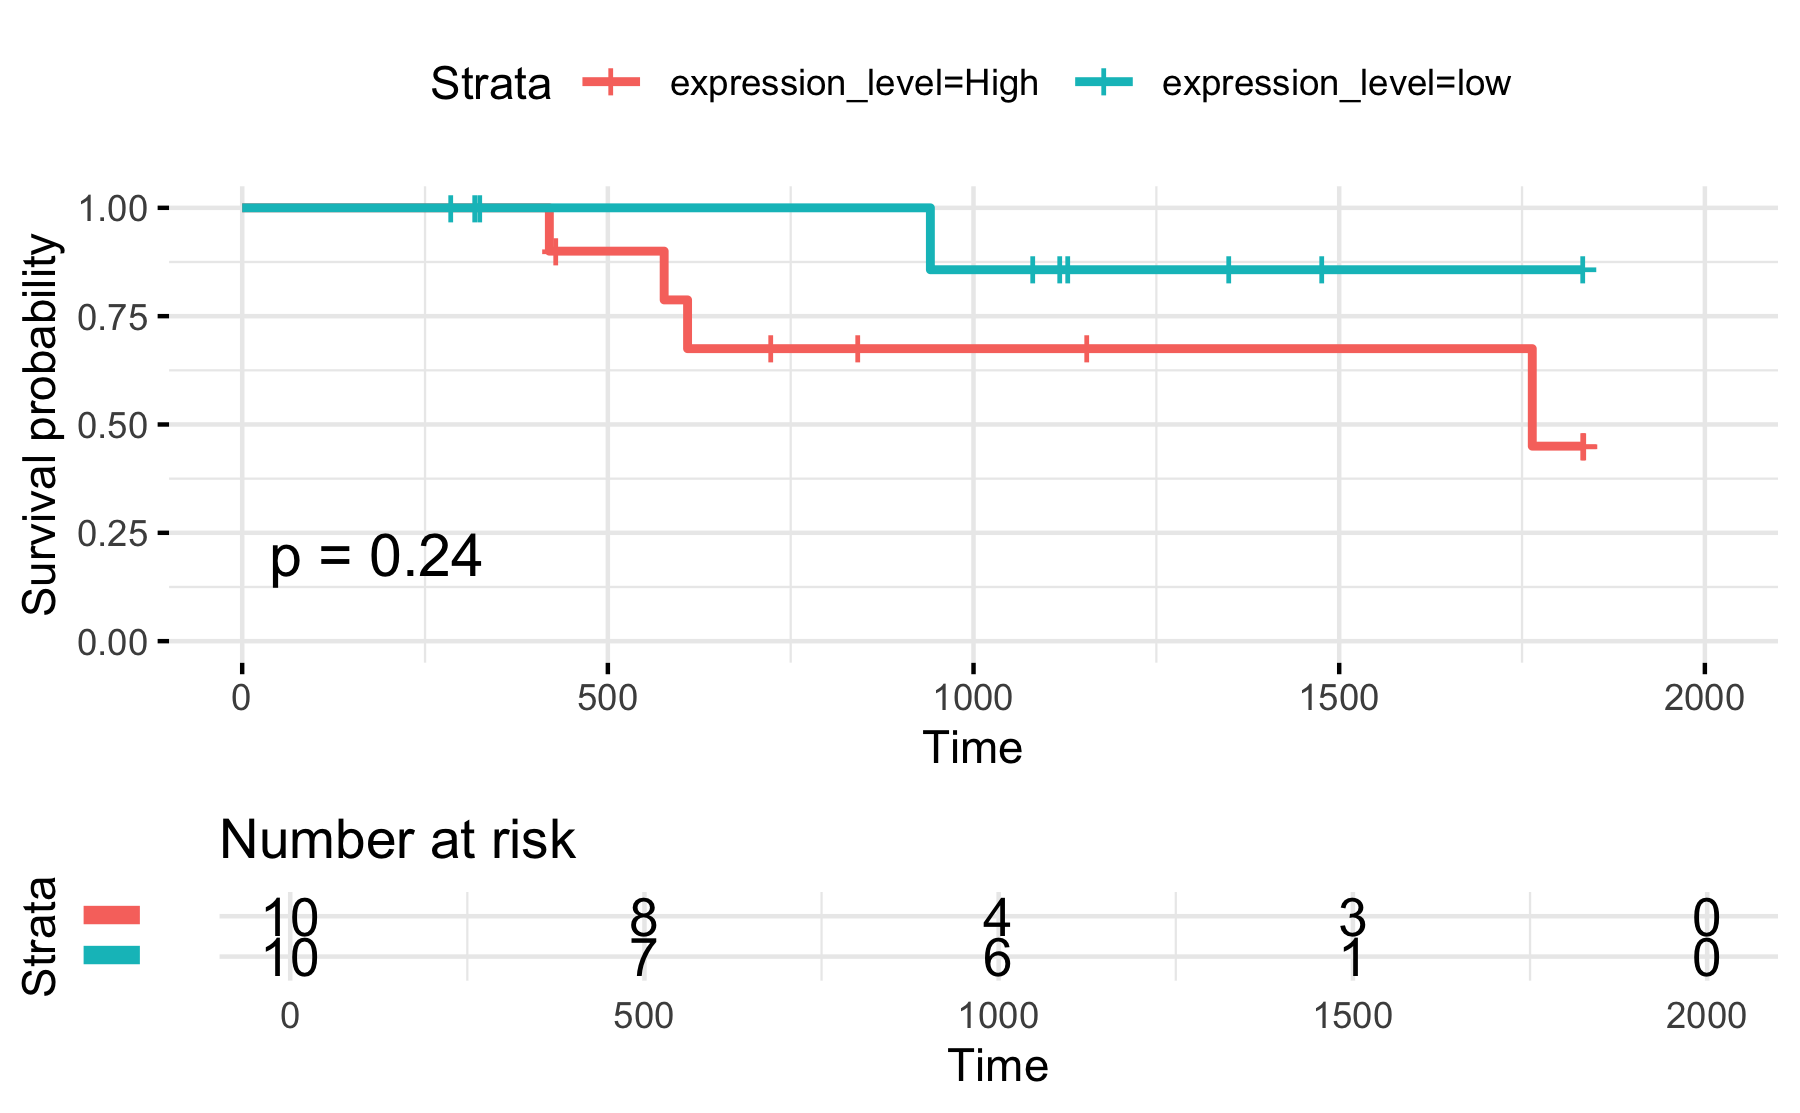 Strata expression_level=High expression_level=low
Survival probability
1.00
0.75
0.50
0.25
0.00
p = 0.24
0 500 1000 1500 2000
Time
Number at risk
Strata
10 8 4 3 0
10 7 6 1 0
0 500 1000 1500 2000
Time